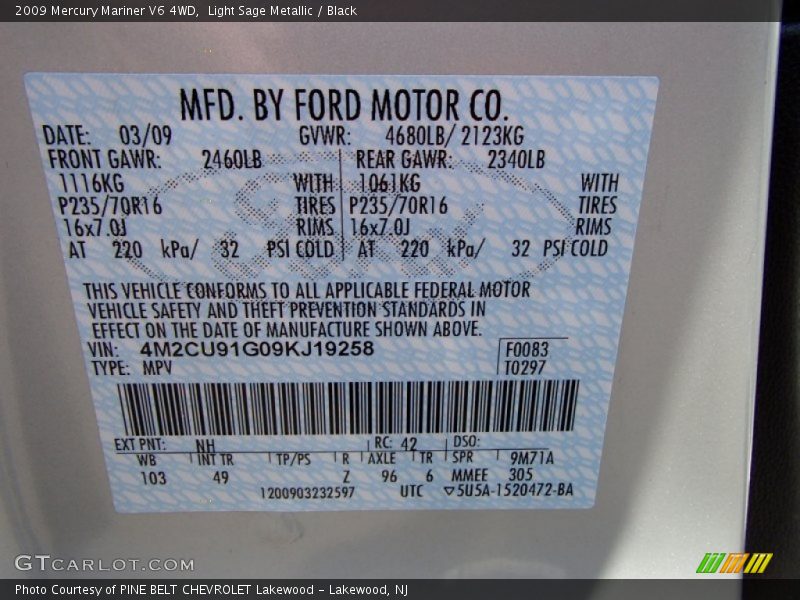 2009 Mercury Mariner V6 4WD,  Light Sage Metallic / Black
MFD. BY FORD MOTOR CO.
DATE: 03/09 GVWR: 4680LB/ 2123KG
FRONT GAWR: 2460LB REAR GAWR: 2340LB
1116KG WITH 1061KG WITH
P235/70R16 TIRES P235/70R16 TIRES
16x7.0J RIMS 16x7.0J RIMS
AT 220 kPa/ 32 PSI COLD AT 220 kPa/ 32 PSI COLD
THIS VEHICLE CONFORMS TO ALL APPLICABLE FEDERAL MOTOR
VEHICLE SAFETY AND THEFT PREVENTION STANDARDS IN
EFFECT ON THE DATE OF MANUFACTURE SHOWN ABOVE.
VIN: 4M2CU91G09KJ19258 F0083
TYPE: MPV T0297
EXT PNT: NH RC: 42 DSO:
WB INT TR TP/PS R AXLE TR SPR 9M71A
103 49 Z 96 6 MMEE 305
1200903232597 UTC ▽5U5A-1520472-BA
GTCARLOT.COM
Photo Courtesy of PINE BELT CHEVROLET Lakewood - Lakewood, NJ